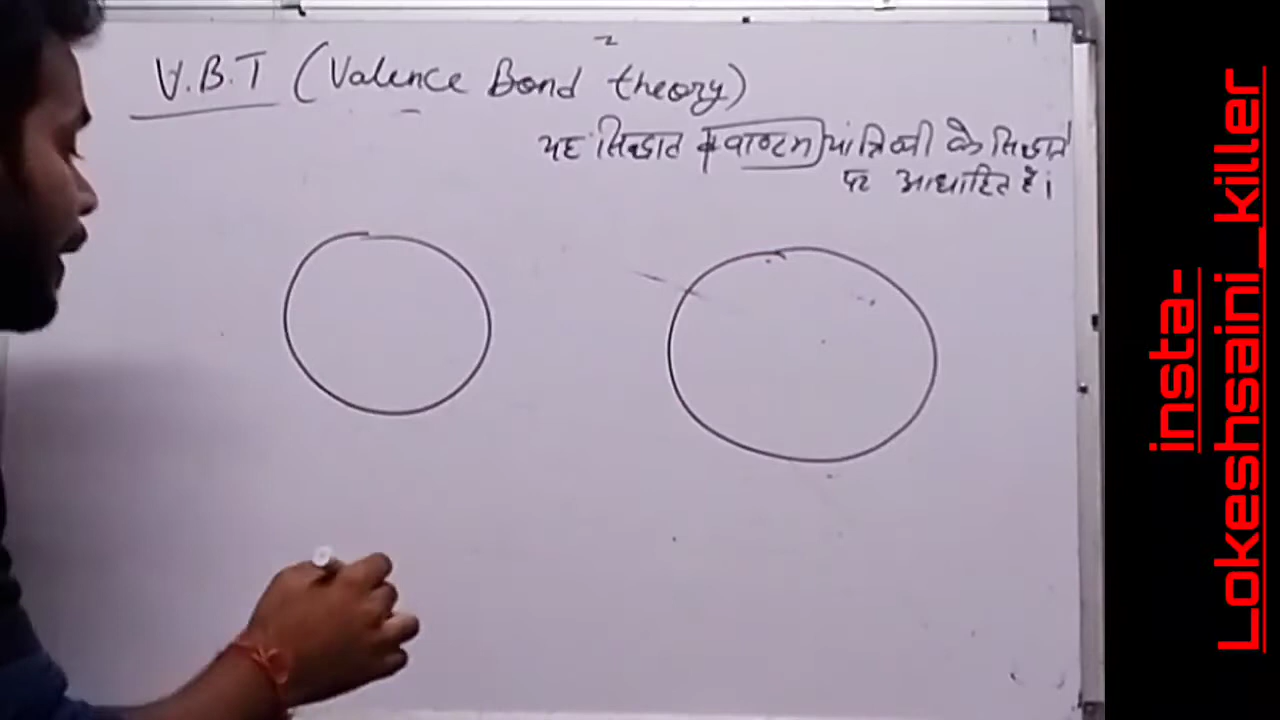 V.B.T (Valence Bond theory)
यह सिद्धात क्वाण्टम यांत्रिकी के सिद्धांत
पर आधारित है।
insta-
Lokeshsaini_killer